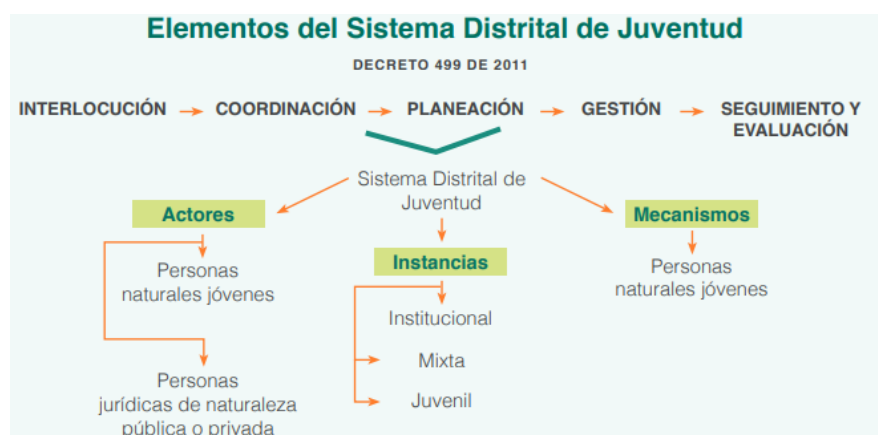 Elementos del Sistema Distrital de Juventud
DECRETO 499 DE 2011
INTERLOCUCIÓN COORDINACIÓN PLANEACIÓN GESTIÓN SEGUIMIENTO Y
EVALUACIÓN
Sistema Distrital de
Juventud
Actores
Personas
naturales jóvenes
Personas
jurídicas de naturaleza
pública o privada
Instancias
Institucional
Mixta
Juvenil
Mecanismos
Personas
naturales jóvenes